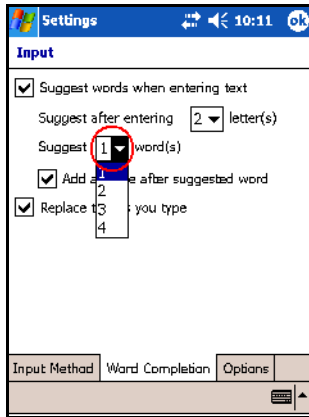 Settings 10:11 ok
Input
Suggest words when entering text
Suggest after entering 2 letter(s)
Suggest 1 word(s)
1
Add a e after suggested word
2
Replace t s you type
3
4
Input Method Word Completion Options